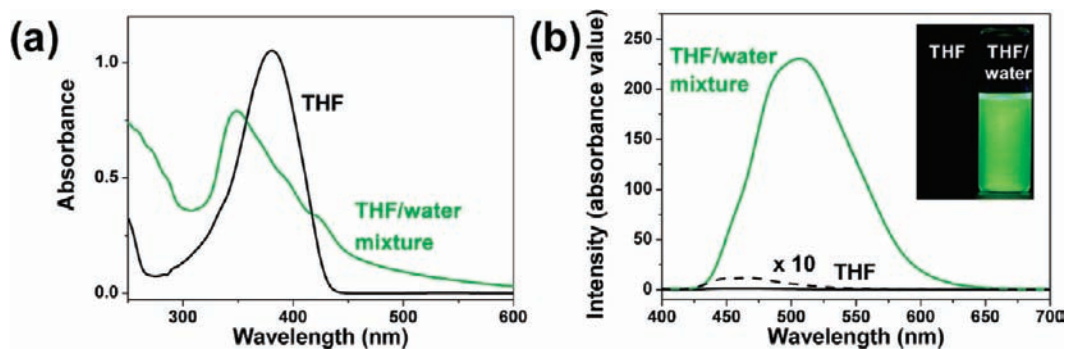 (a)
Absorbance
1.0
0.5
0.0
THF
THF/water
mixture
300
400
500
600
Wavelength (nm)
(b)
Intensity (absorbance value)
250
200
150
100
50
0
THF/water
mixture
THF
THF/
water
x 10
THF
400
450
500
550
600
650
700
Wavelength (nm)